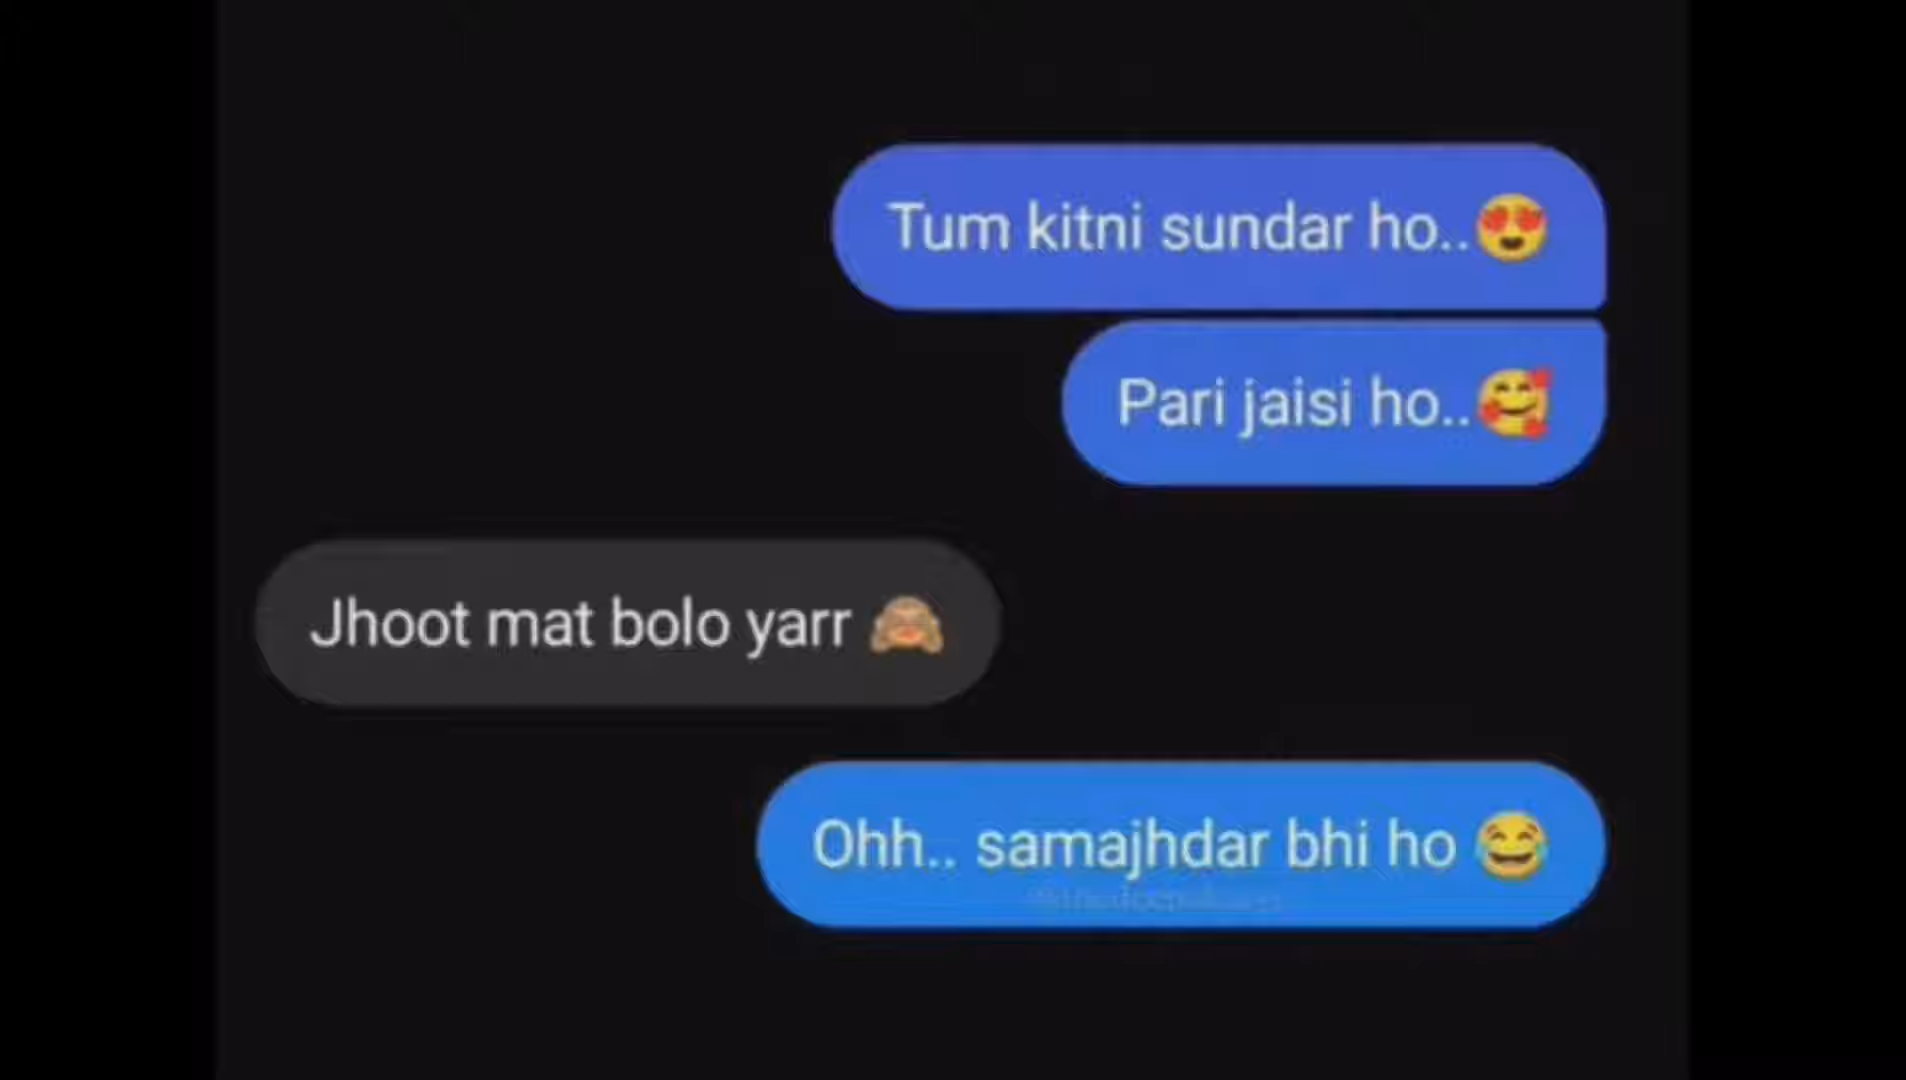 Tum kitni sundar ho..😍
Pari jaisi ho..🥰
Jhoot mat bolo yarr 🙈
Ohh.. samajhdar bhi ho 😂